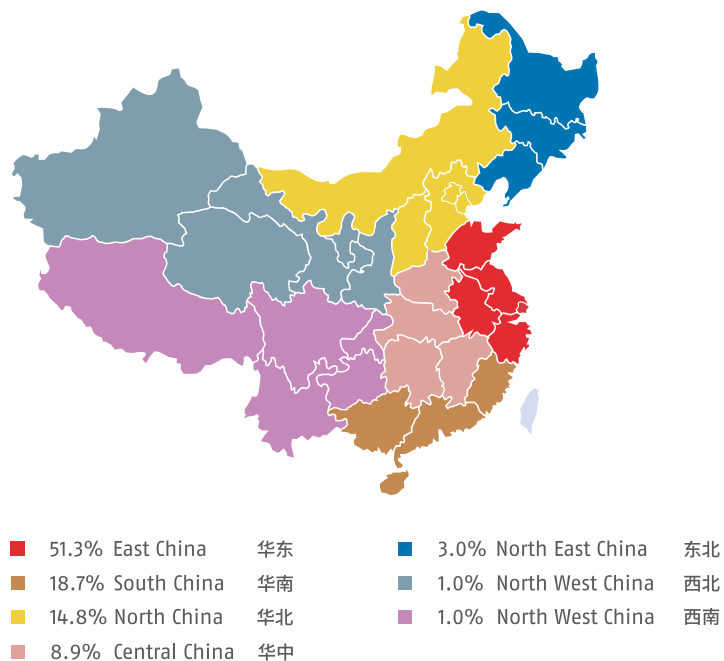 51.3% East China 华东
18.7% South China 华南
14.8% North China 华北
8.9% Central China 华中
3.0% North East China 东北
1.0% North West China 西北
1.0% North West China 西南